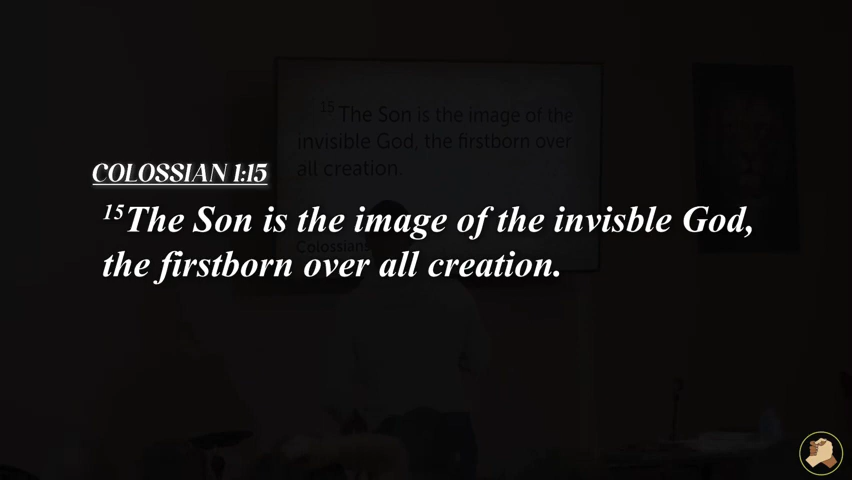 15 The Son is the image of the
invisible God, the firstborn over
all creation.
Colossians
COLOSSIAN 1:15
15The Son is the image of the invisble God,
the firstborn over all creation.